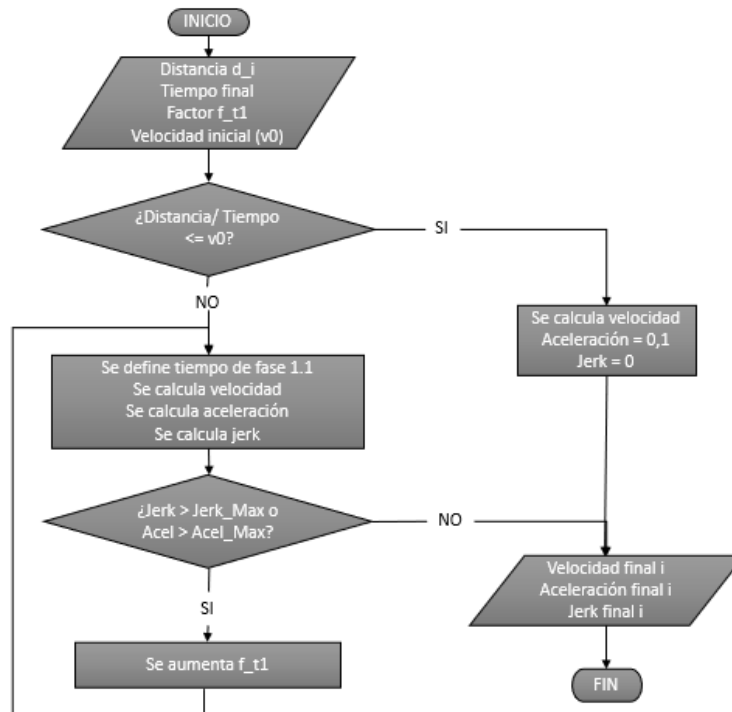 INICIO
Distancia d_i
Tiempo final
Factor f_t1
Velocidad inicial (v0)
¿Distancia/ Tiempo
<= v0?
SI
NO
Se calcula velocidad
Aceleración = 0,1
Jerk = 0
Se define tiempo de fase 1.1
Se calcula velocidad
Se calcula aceleración
Se calcula jerk
¿Jerk > Jerk_Max o
Acel > Acel_Max?
NO
SI
Velocidad final i
Aceleración final i
Jerk final i
Se aumenta f_t1
FIN